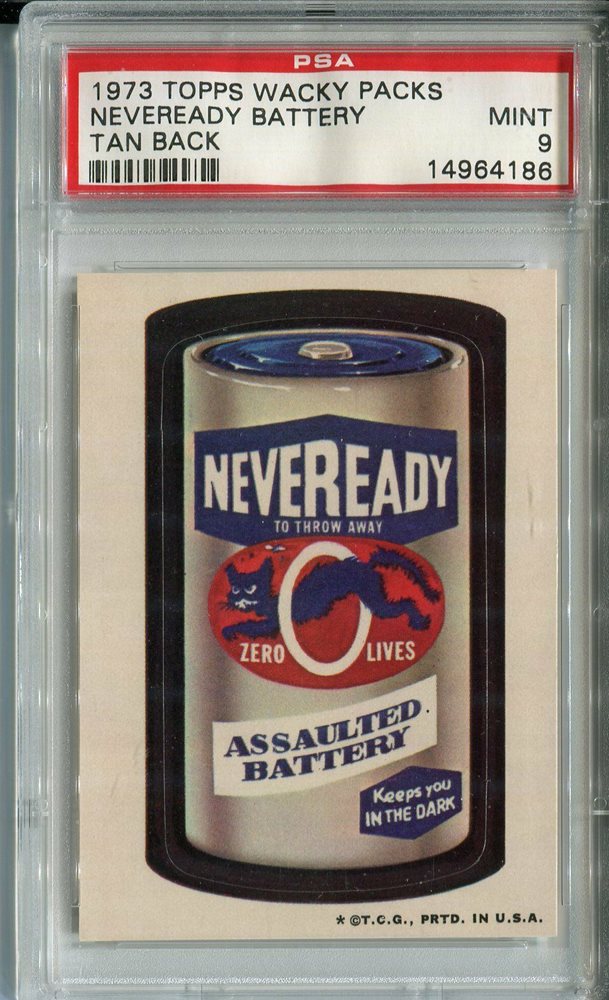 PSA
1973 TOPPS WACKY PACKS
NEVEREADY BATTERY MINT
TAN BACK 9
14964186
NEVEREADY
TO THROW AWAY
ZERO 0 LIVES
ASSAULTED
BATTERY
Keeps you
IN THE DARK
* ©T.C.G., PRTD. IN U.S.A.